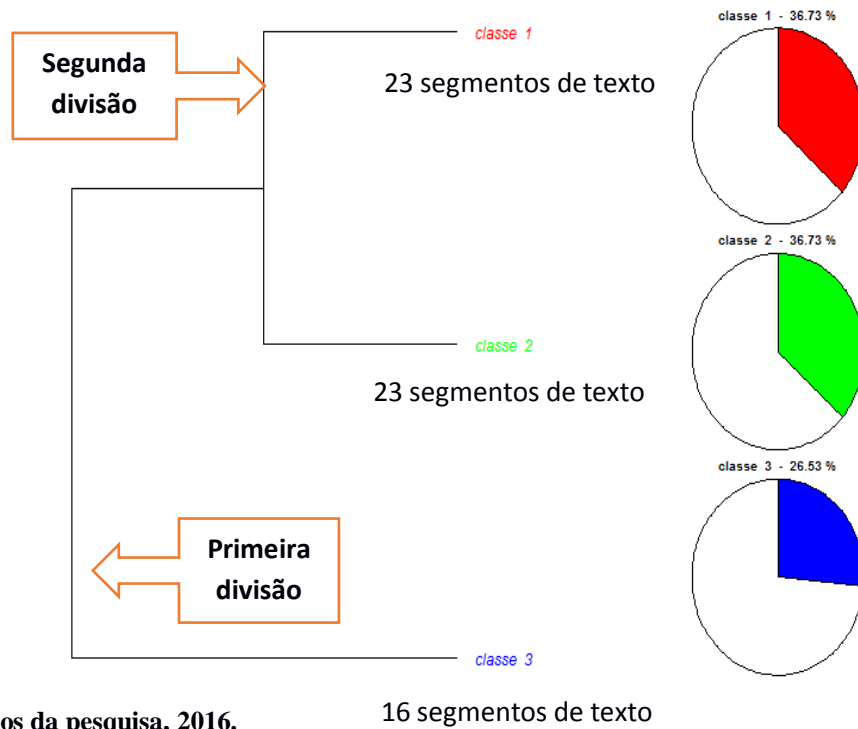 classe 1 - 36.73 %
classe 1
Segunda
divisão
23 segmentos de texto
classe 2 - 36.73 %
classe 2
23 segmentos de texto
classe 3 - 26.53 %
Primeira
divisão
classe 3
16 segmentos de texto
os da pesquisa, 2016.